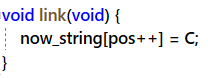 void link(void) {
    now_string[pos++] = C;
}